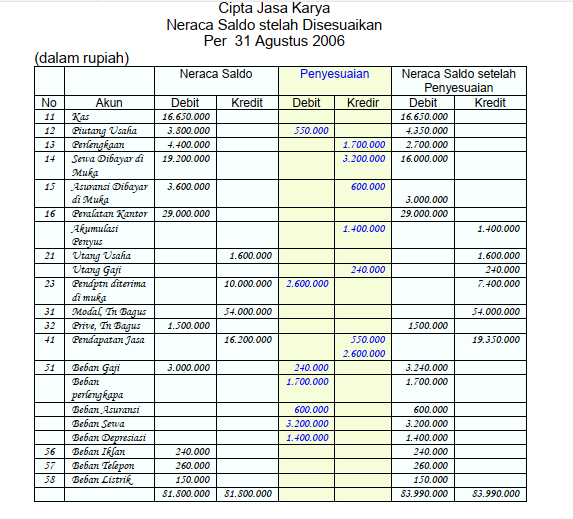 Cipta Jasa Karya
Neraca Saldo stelah Disesuaikan
Per 31 Agustus 2006
(dalam rupiah)
Neraca Saldo Penyesuaian Neraca Saldo setelah
Penyesuaian
No Akun Debit Kredit Debit Kredir Debit Kredit
11 Kas 16.650.000 16.650.000
12 Piutang Usaha 3.800.000 550.000 4.350.000
13 Perlengkaan 4.400.000 1.700.000 2.700.000
14 Sewa Dibayar di 19.200.000 3.200.000 16.000.000
Muka
15 Asuransi Dibayar 3.600.000 600.000
di Muka 3.000.000
16 Peralatan Kantor 29.000.000 29.000.000
Akumulasi 1.400.000 1.400.000
Penyus
21 Utang Usaha 1.600.000 1.600.000
Utang Gaji 240.000 240.000
23 Pendptn diterima 10.000.000 2.600.000 7.400.000
di muka
31 Modal, Tn Bagus 54.000.000 54.000.000
32 Prive, Tn Bagus 1.500.000 1500.000
41 Pendapatan Jasa 16.200.000 550.000 19.350.000
2.600.000
51 Beban Gaji 3.000.000 240.000 3.240.000
Beban 1.700.000 1.700.000
perlengkapa
Beban Asuransi 600.000 600.000
Beban Sewa 3.200.000 3.200.000
Beban Depresiasi 1.400.000 1.400.000
56 Beban Iklan 240.000 240.000
57 Beban Telepon 260.000 260.000
58 Beban Listrik 150.000 150.000
81.800.000 81.800.000 83.990.000 83.990.000